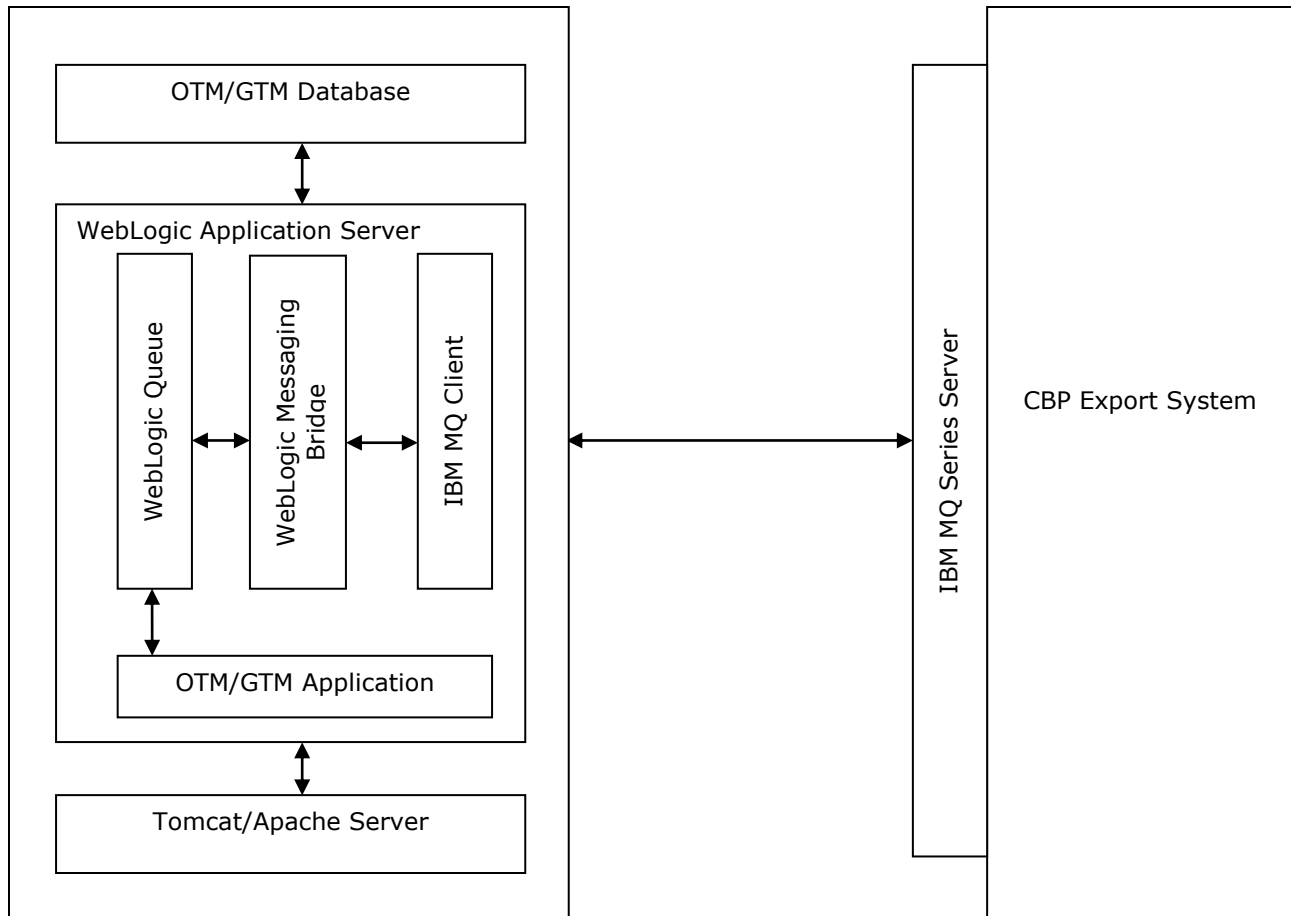 OTM/GTM Database
WebLogic Application Server
WebLogic Queue
WebLogic Messaging
Bridge
IBM MQ Client
OTM/GTM Application
Tomcat/Apache Server
IBM MQ Series Server
CBP Export System